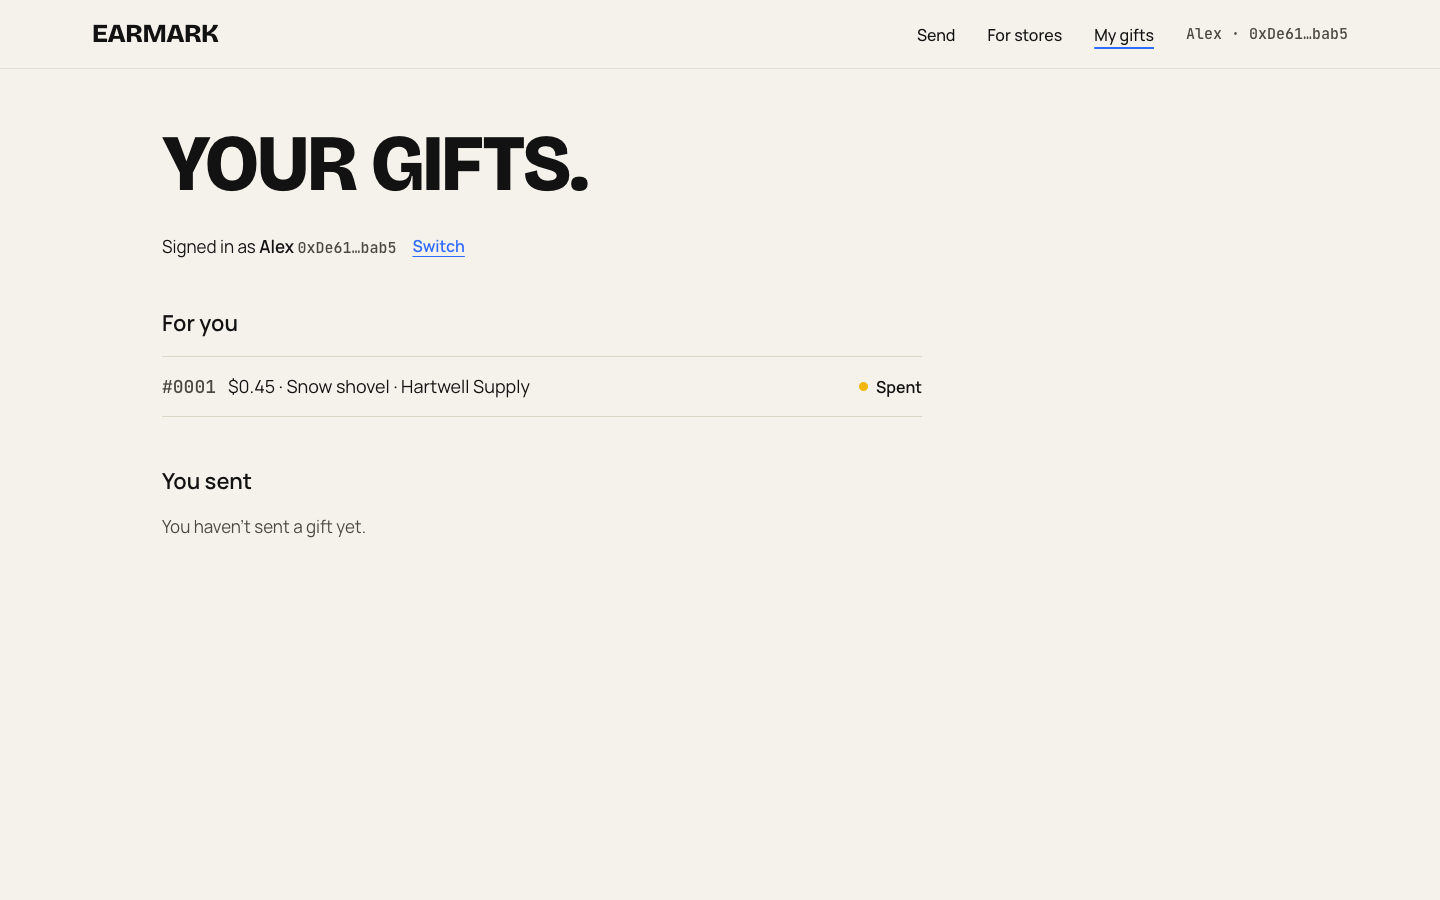 EARMARK
Send For stores My gifts Alex · 0xDe61…bab5
YOUR GIFTS.
Signed in as Alex 0xDe61…bab5 Switch
For you
#0001 $0.45 · Snow shovel · Hartwell Supply Spent
You sent
You haven't sent a gift yet.